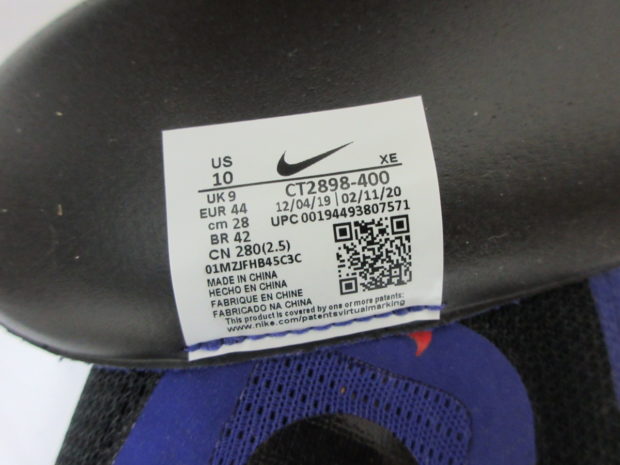 US
10
XE
UK 9
EUR 44
cm 28
BR 42
CN 280(2.5)
CT2898-400
12/04/19 | 02/11/20
UPC 00194493807571
01MZJFHB45C3C
MADE IN CHINA
HECHO EN CHINA
FABRIQUE EN CHINE
FABRICADO NA CHINA
This product is covered by one or more patents:
www.nike.com/patentsvirtualmarking